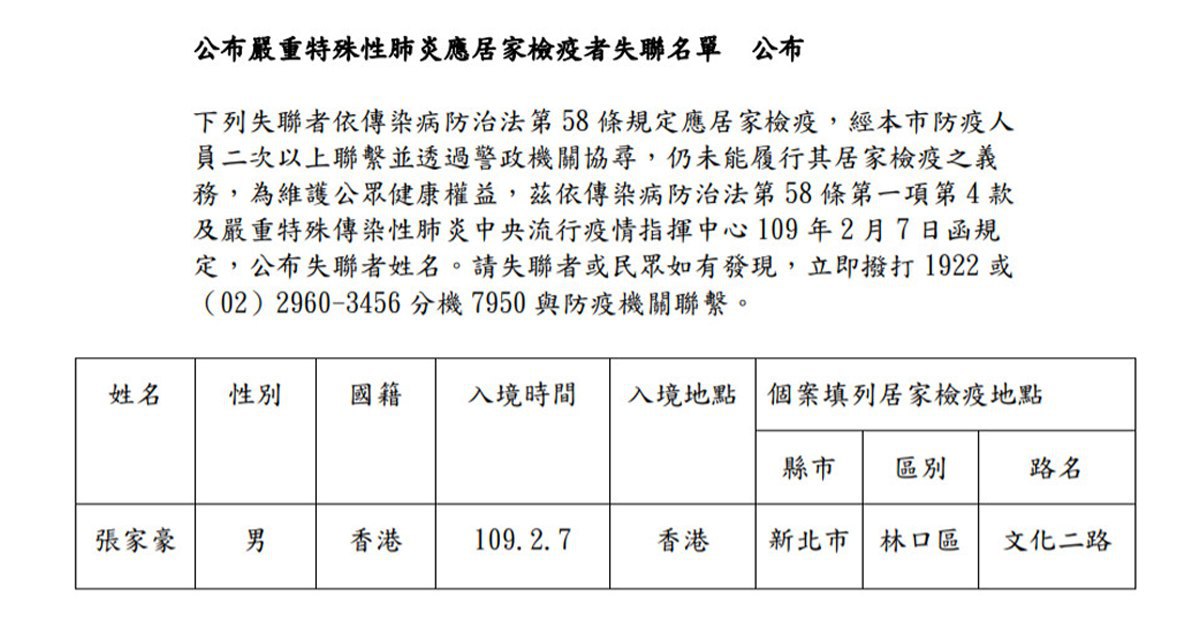 公布嚴重特殊性肺炎應居家檢疫者失聯名單　公布
下列失聯者依傳染病防治法第 58 條規定應居家檢疫，經本市防疫人
員二次以上聯繫並透過警政機關協尋，仍未能履行其居家檢疫之義
務，為維護公眾健康權益，茲依傳染病防治法第 58 條第一項第 4 款
及嚴重特殊傳染性肺炎中央流行疫情指揮中心 109 年 2 月 7 日函規
定，公布失聯者姓名。請失聯者或民眾如有發現，立即撥打 1922 或
（02）2960-3456 分機 7950 與防疫機關聯繫。
姓名 性別 國籍 入境時間 入境地點 個案填列居家檢疫地點
縣市 區別 路名
張家豪 男 香港 109.2.7 香港 新北市 林口區 文化二路